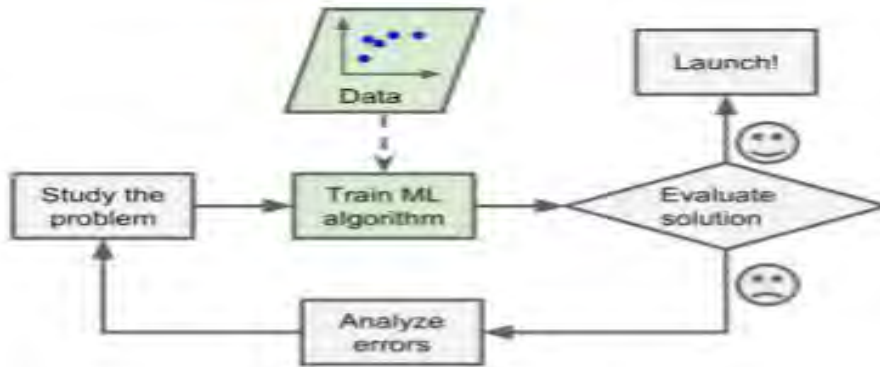 Data
Launch!
Study the
problem
Train ML
algorithm
Evaluate
solution
Analyze
errors